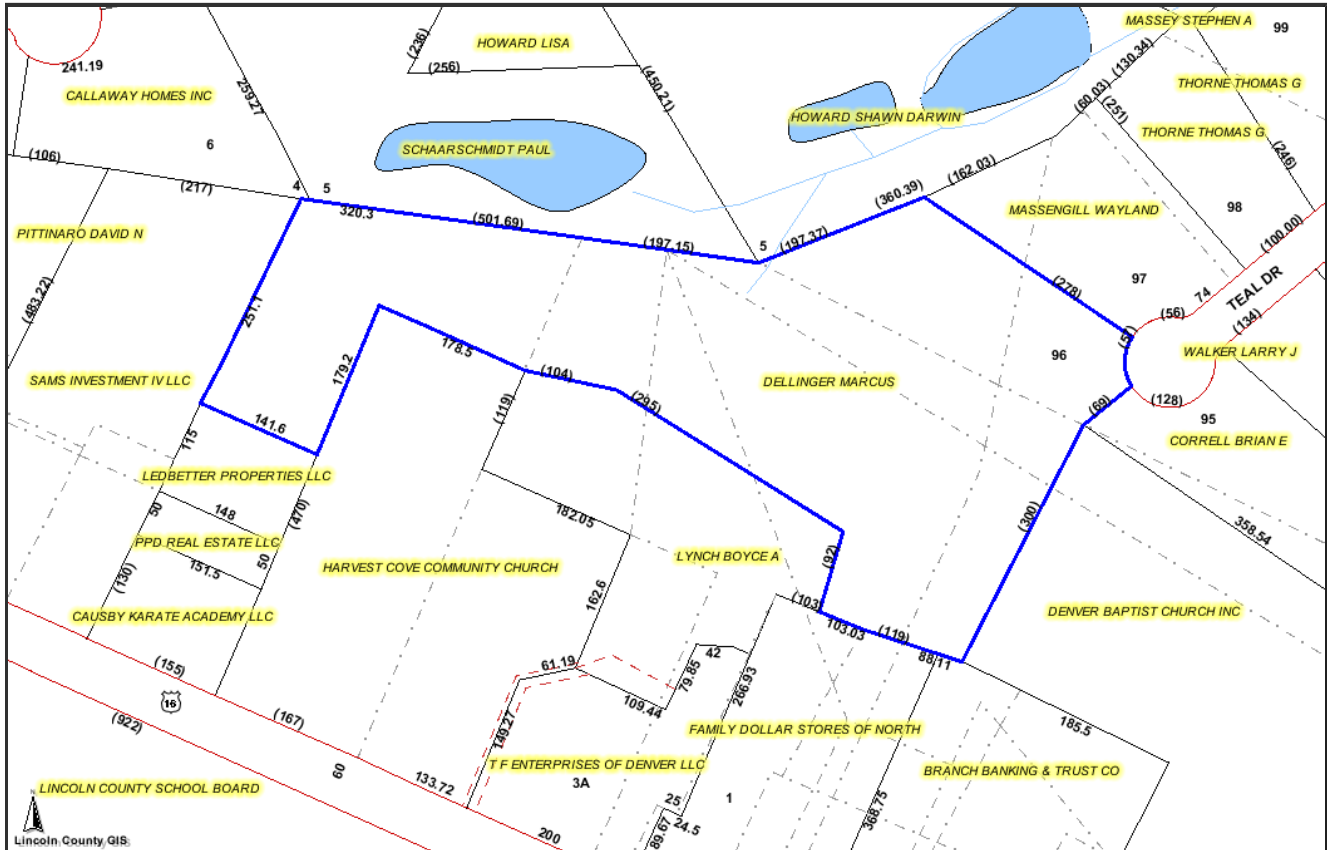 MASSEY STEPHEN A
99
HOWARD LISA
(236)
(256)
241.19
CALLAWAY HOMES INC
259.27
(450.21)
(130.34)
(60.03)
(251)
THORNE THOMAS G
HOWARD SHAWN DARWIN
THORNE THOMAS G
(246)
6
SCHAARSCHMIDT PAUL
(106)
(217)
4
5
320.3
(501.69)
(197.15)
5
(197.37)
(360.39)
(162.03)
MASSENGILL WAYLAND
98
(100.00)
PITTINARO DAVID N
(483.22)
251.1
97
(278)
74
TEAL DR
(56)
(134)
(57)
WALKER LARRY J
179.2
178.5
(104)
(295)
96
SAMS INVESTMENT IV LLC
DELLINGER MARCUS
(119)
(69)
(128)
95
CORRELL BRIAN E
141.6
115
LEDBETTER PROPERTIES LLC
50
148
(470)
182.05
(300)
358.54
PPD REAL ESTATE LLC
151.5
50
(92)
LYNCH BOYCE A
HARVEST COVE COMMUNITY CHURCH
(130)
162.6
CAUSBY KARATE ACADEMY LLC
(103)
103.03
(119)
88.11
DENVER BAPTIST CHURCH INC
(155)
16
61.19
42
79.85
266.93
109.44
185.5
(922)
(167)
149.27
FAMILY DOLLAR STORES OF NORTH
60
T F ENTERPRISES OF DENVER LLC
3A
BRANCH BANKING & TRUST CO
133.72
LINCOLN COUNTY SCHOOL BOARD
1
25
24.5
89.67
368.75
200
N
Lincoln County GIS